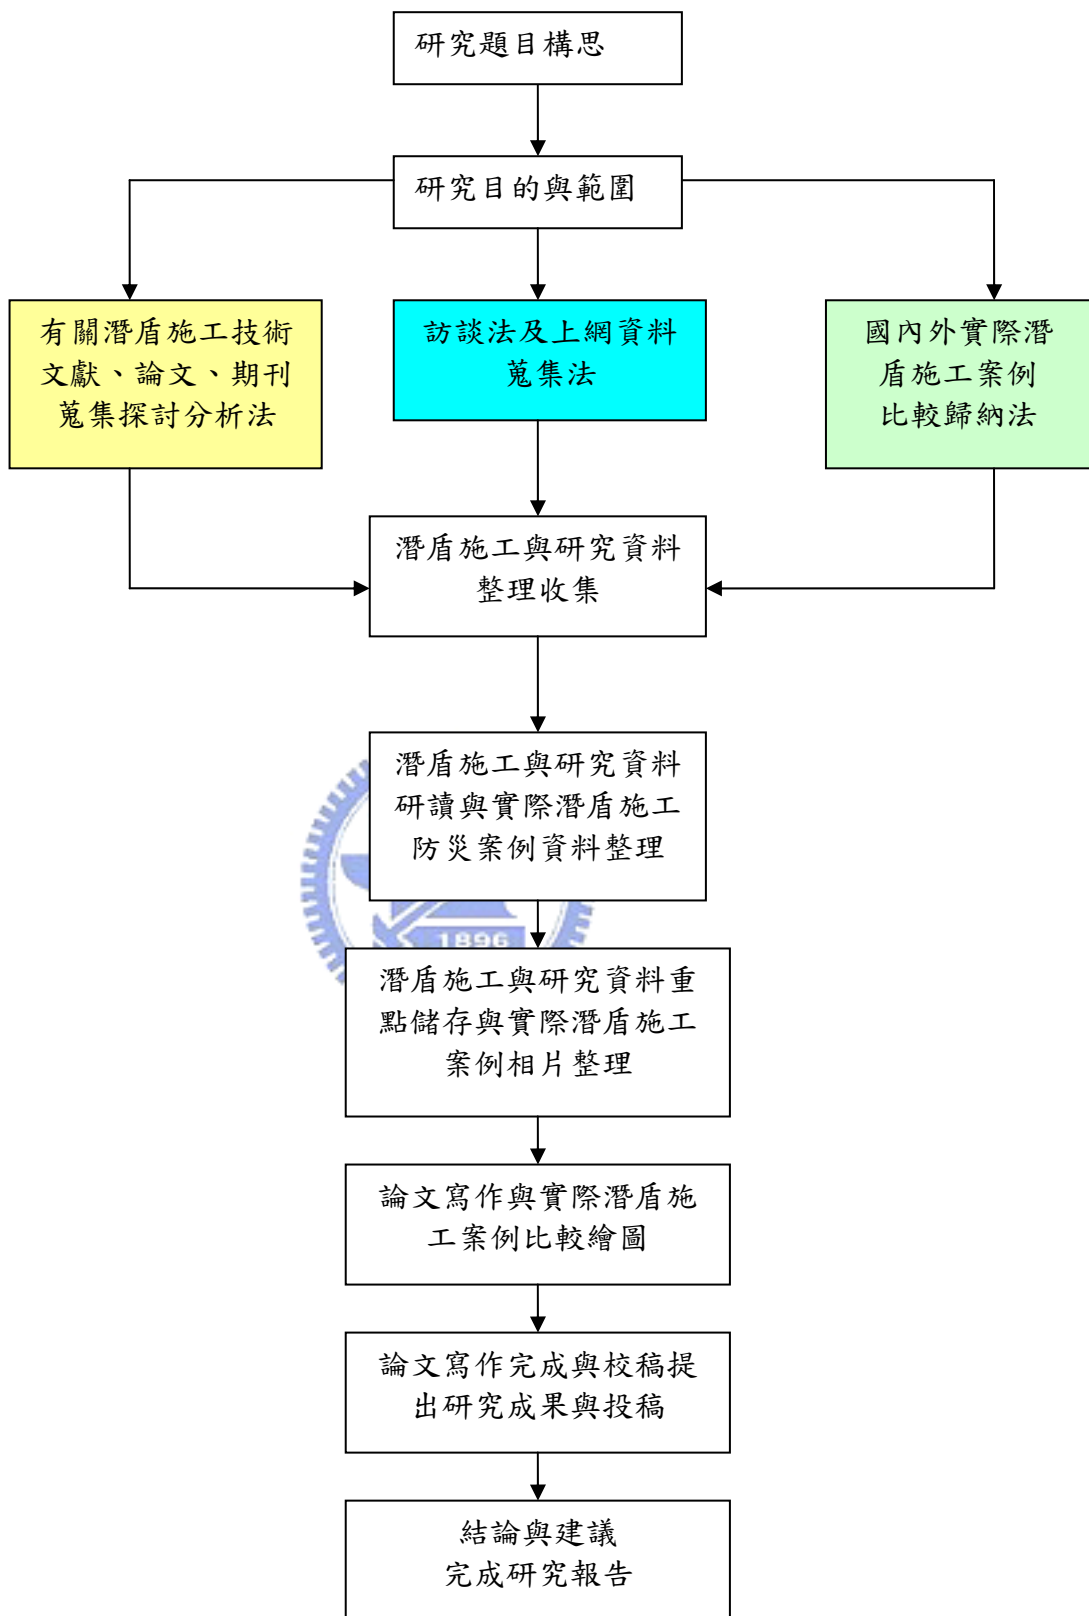 研究題目構思
研究目的與範圍
有關潛盾施工技術
文獻、論文、期刊
蒐集探討分析法
訪談法及上網資料
蒐集法
國內外實際潛
盾施工案例
比較歸納法
潛盾施工與研究資料
整理收集
潛盾施工與研究資料
研讀與實際潛盾施工
防災案例資料整理
1896
潛盾施工與研究資料重
點儲存與實際潛盾施工
案例相片整理
論文寫作與實際潛盾施
工案例比較繪圖
論文寫作完成與校稿提
出研究成果與投稿
結論與建議
完成研究報告